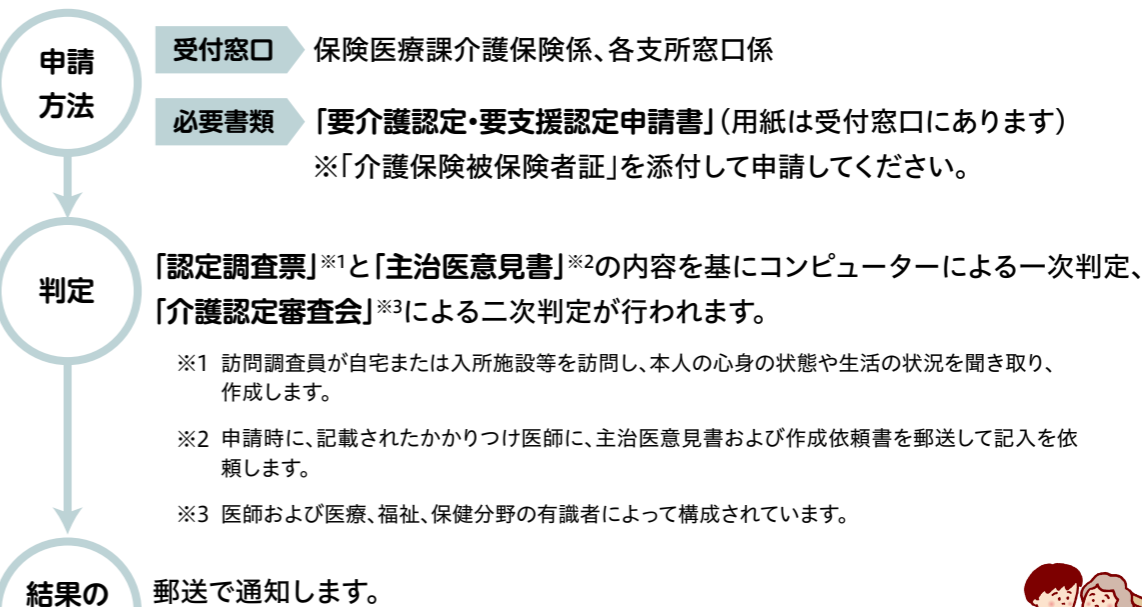 申請
方法
受付窓口 保険医療課介護保険係、各支所窓口係
必要書類 「要介護認定・要支援認定申請書」(用紙は受付窓口にあります)
※「介護保険被保険者証」を添付して申請してください。
判定
「認定調査票」※1と「主治医意見書」※2の内容を基にコンピューターによる一次判定、
「介護認定審査会」※3による二次判定が行われます。
※1 訪問調査員が自宅または入所施設等を訪問し、本人の心身の状態や生活の状況を聞き取り、
作成します。
※2 申請時に、記載されたかかりつけ医師に、主治医意見書および作成依頼書を郵送して記入を依
頼します。
※3 医師および医療、福祉、保健分野の有識者によって構成されています。
結果の
郵送で通知します。